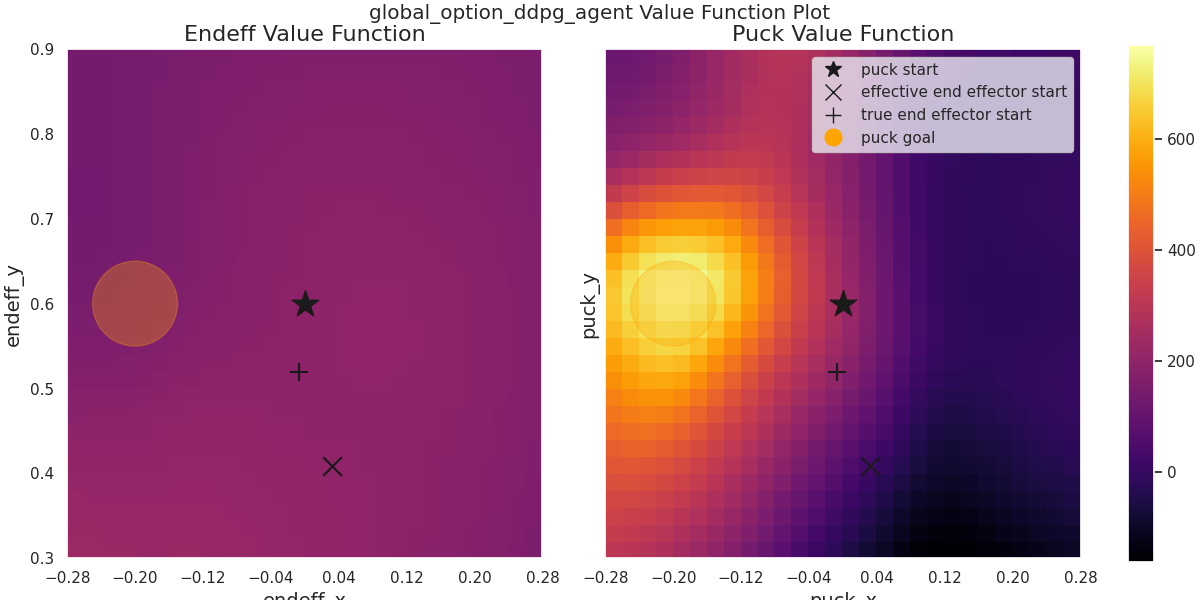 global_option_ddpg_agent Value Function Plot
Endeff Value Function
Puck Value Function
puck start
effective end effector start
true end effector start
puck goal
endeff_y
0.9
0.8
0.7
0.6
0.5
0.4
0.3
−0.28 −0.20 −0.12 −0.04 0.04 0.12 0.20 0.28
endeff_x
puck_y
−0.28 −0.20 −0.12 −0.04 0.04 0.12 0.20 0.28
puck_x
600
400
200
0